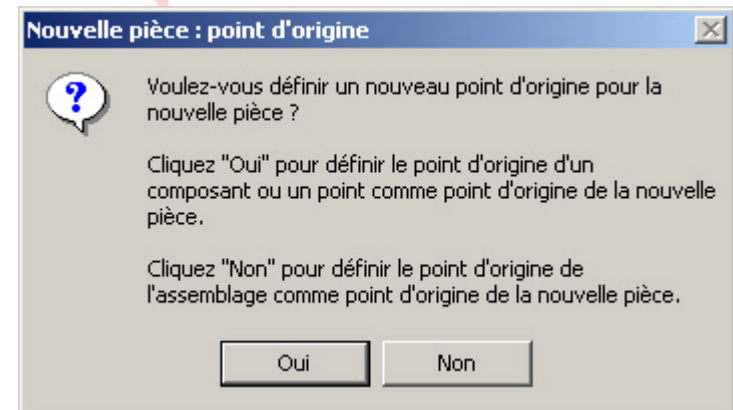 Nouvelle pièce : point d'origine
Voulez-vous définir un nouveau point d'origine pour la
nouvelle pièce ?
Cliquez "Oui" pour définir le point d'origine d'un
composant ou un point comme point d'origine de la nouvelle
pièce.
Cliquez "Non" pour définir le point d'origine de
l'assemblage comme point d'origine de la nouvelle pièce.
Oui
Non